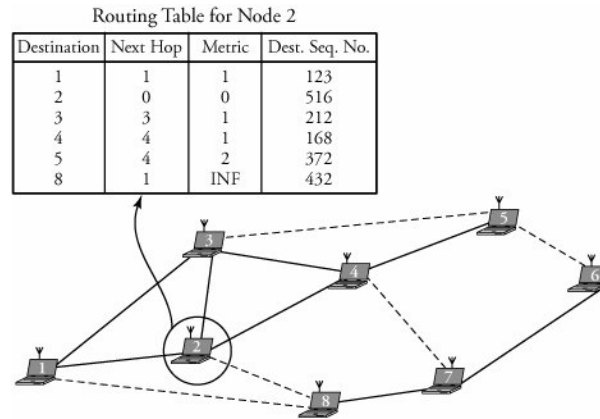 Routing Table for Node 2
Destination Next Hop Metric Dest. Seq. No.
1 1 1 123
2 0 0 516
3 3 1 212
4 4 1 168
5 4 2 372
8 1 INF 432
5
3
4
6
2
1
7
8